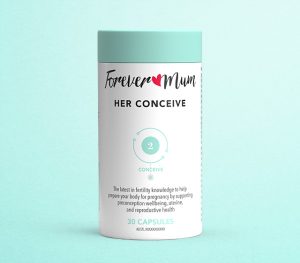 Forever Mum
HER CONCEIVE
2
CONCEIVE
The latest in fertility knowledge to help
prepare your body for pregnancy by supporting
preconception wellbeing, uterine,
and reproductive health
30 CAPSULES